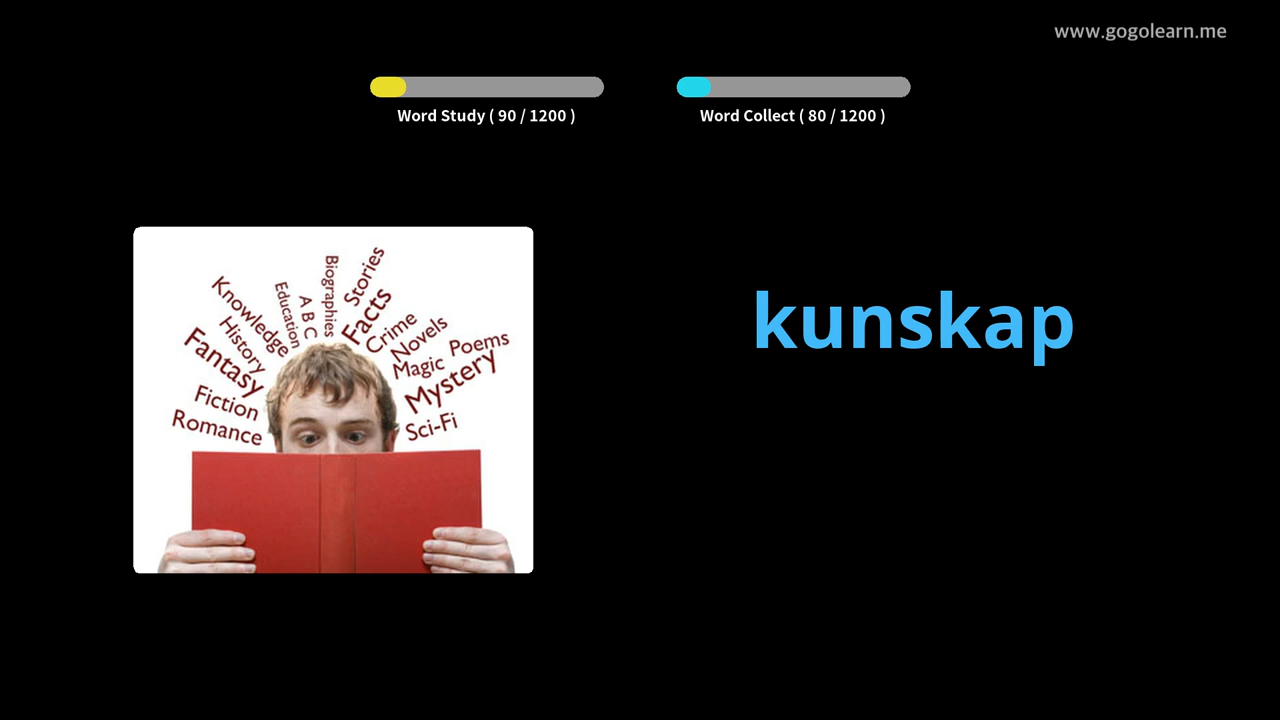 www.gogolearn.me
Word Study ( 90 / 1200 )
Word Collect ( 80 / 1200 )
Knowledge
Education
A B C
Biographies
Stories
Facts
Crime
Novels
Poems
History
Fantasy
Magic
Mystery
Fiction
Romance
Sci-Fi
kunskap